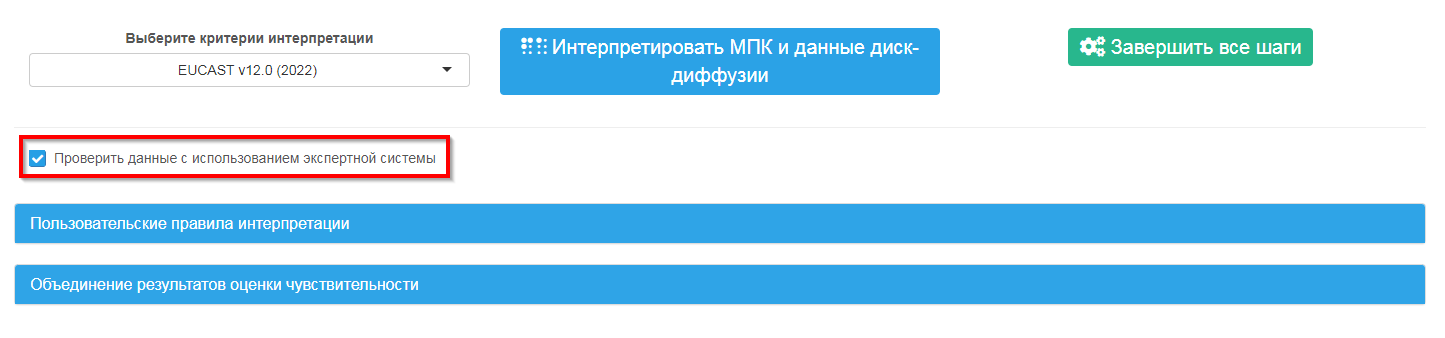 Выберите критерии интерпретации
EUCAST v12.0 (2022)
Интерпретировать МПК и данные диск-
диффузии
Завершить все шаги
Проверить данные с использованием экспертной системы
Пользовательские правила интерпретации
Объединение результатов оценки чувствительности